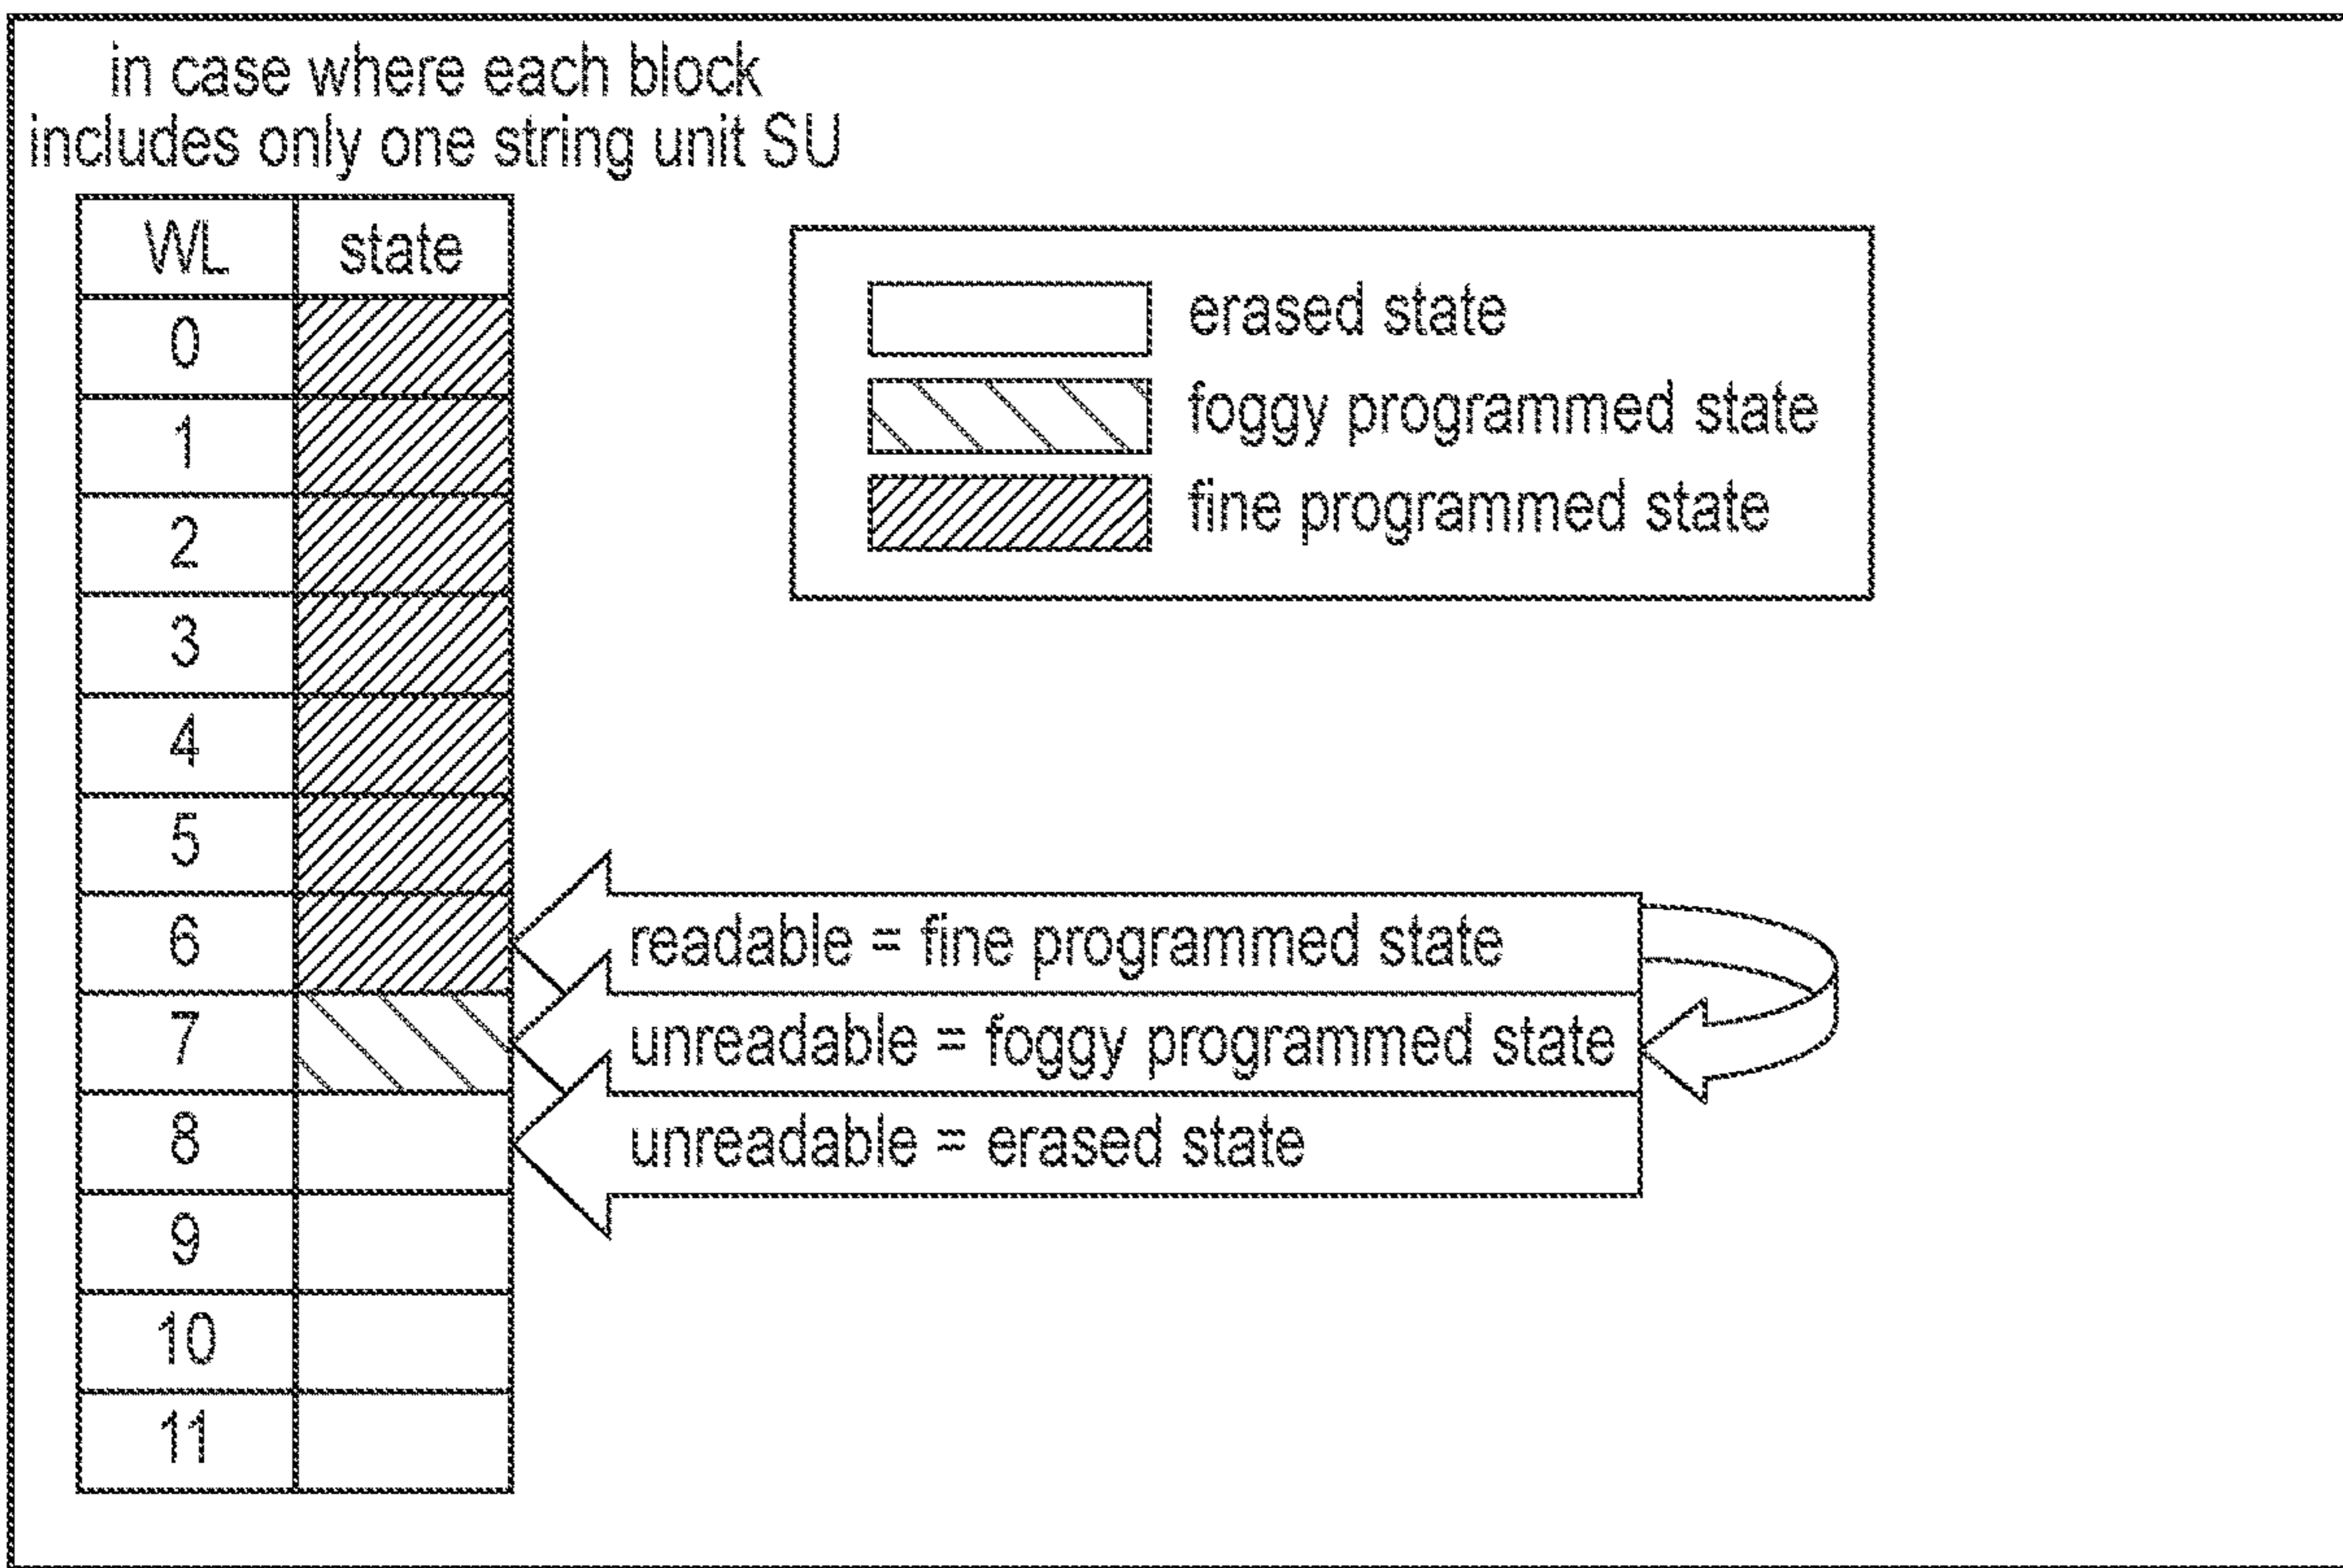 in case where each block
includes only one string unit SU
WL state
0
1
2
3
4
5
6
7
8
9
10
11
erased state
foggy programmed state
fine programmed state
readable = fine programmed state
unreadable = foggy programmed state
unreadable = erased state